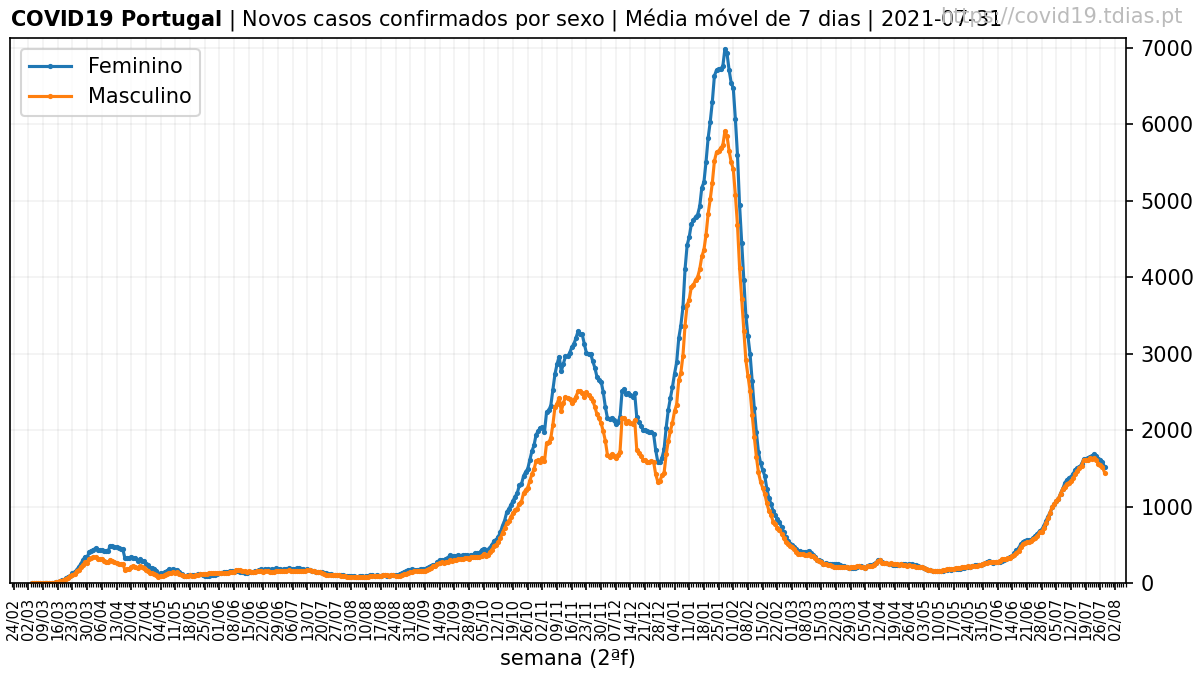 COVID19 Portugal | Novos casos confirmados por sexo | Média móvel de 7 dias | 2021-07-31
https://covid19.tdias.pt
Feminino
Masculino
7000
6000
5000
4000
3000
2000
1000
0
24/02 02/03 09/03 16/03 23/03 30/03 06/04 13/04 20/04 27/04 04/05 11/05 18/05 25/05 01/06 08/06 15/06 22/06 29/06 06/07 13/07 20/07 27/07 03/08 10/08 17/08 24/08 31/08 07/09 14/09 21/09 28/09 05/10 12/10 19/10 26/10 02/11 09/11 16/11 23/11 30/11 07/12 14/12 21/12 28/12 04/01 11/01 18/01 25/01 01/02 08/02 15/02 22/02 01/03 08/03 15/03 22/03 29/03 05/04 12/04 19/04 26/04 03/05 10/05 17/05 24/05 31/05 07/06 14/06 21/06 28/06 05/07 12/07 19/07 26/07 02/08
semana (2ªf)